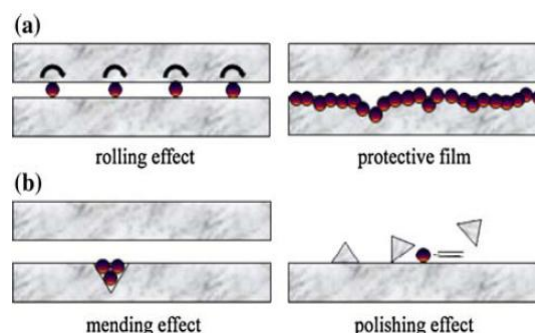 (a)
rolling effect
protective film
(b)
mending effect
polishing effect